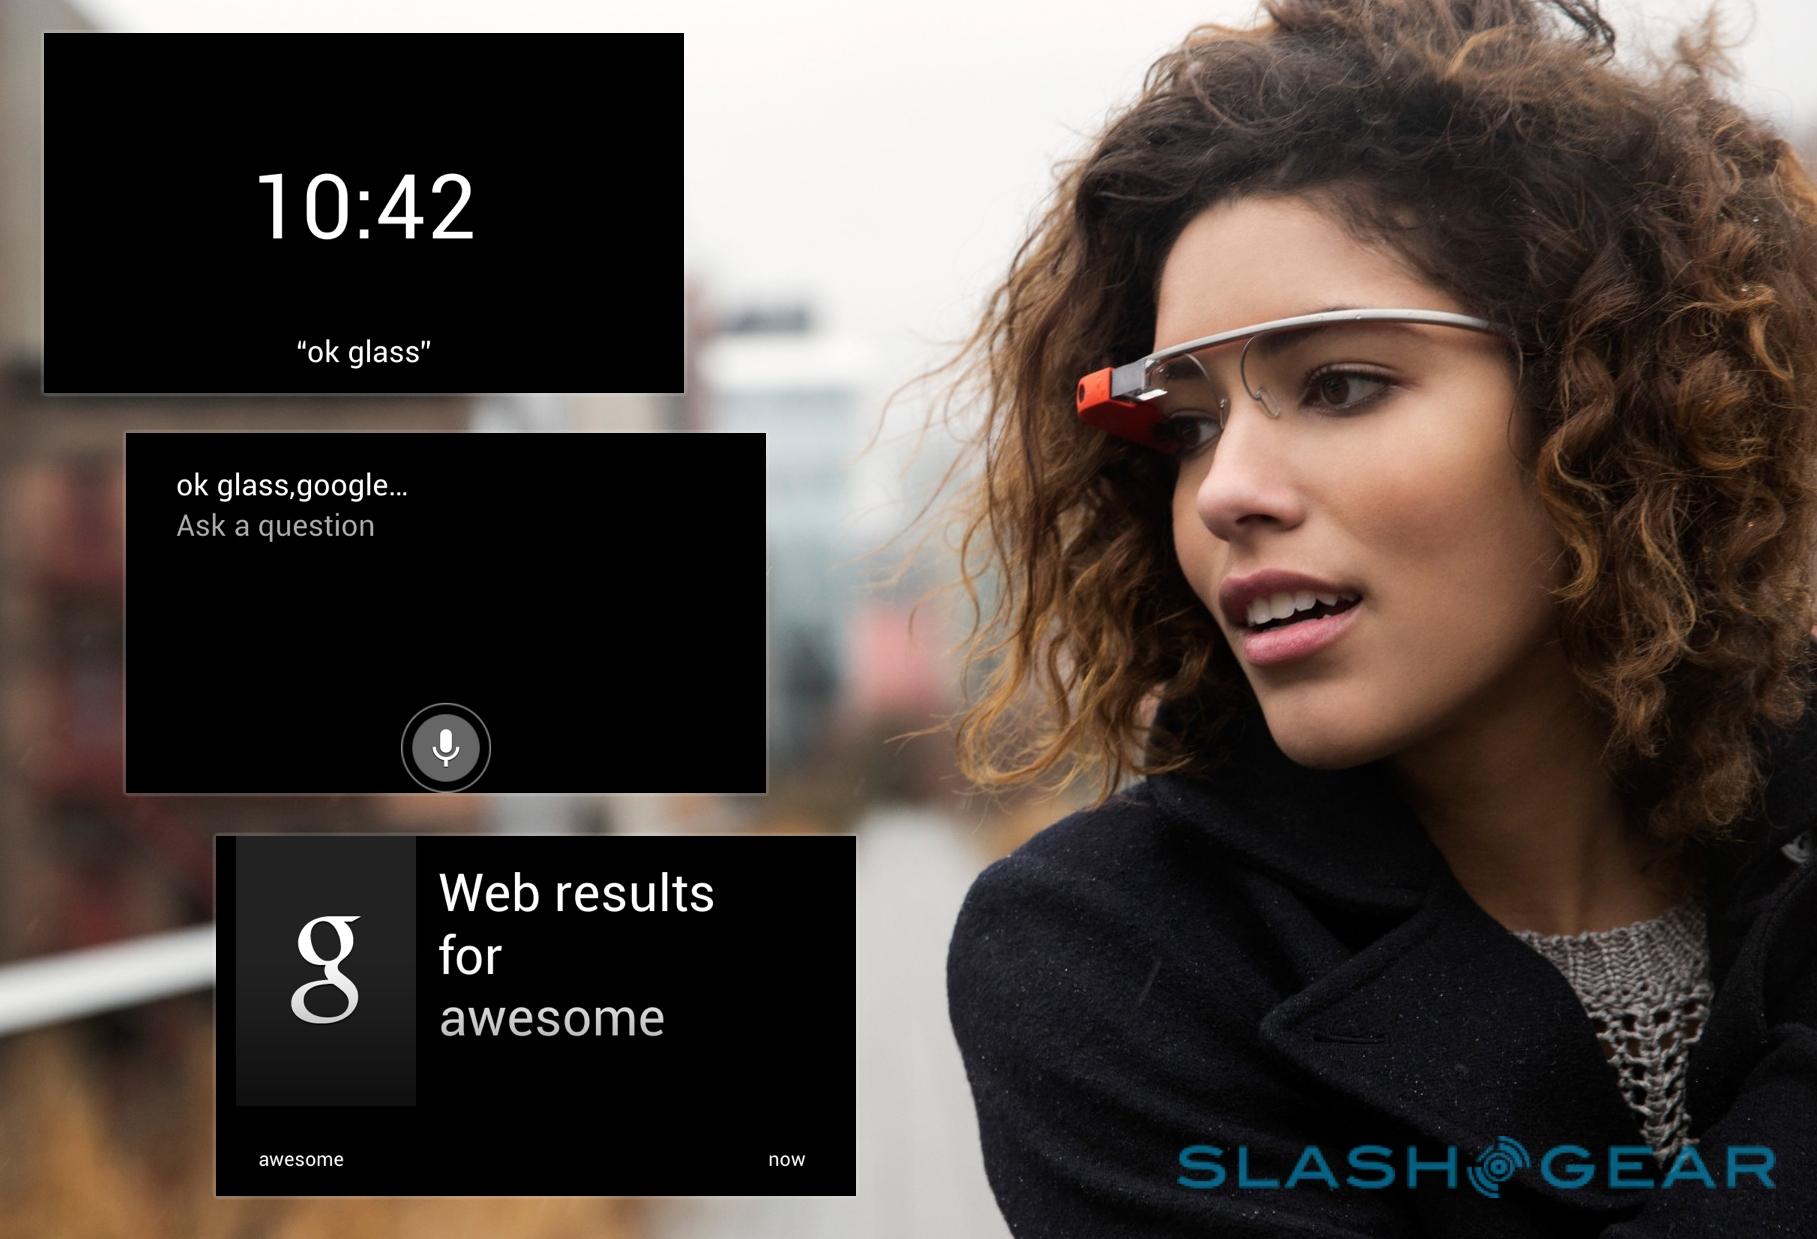 10:42
“ok glass”
ok glass,google...
Ask a question
g
Web results
for
awesome
awesome
now
SLASHGEAR